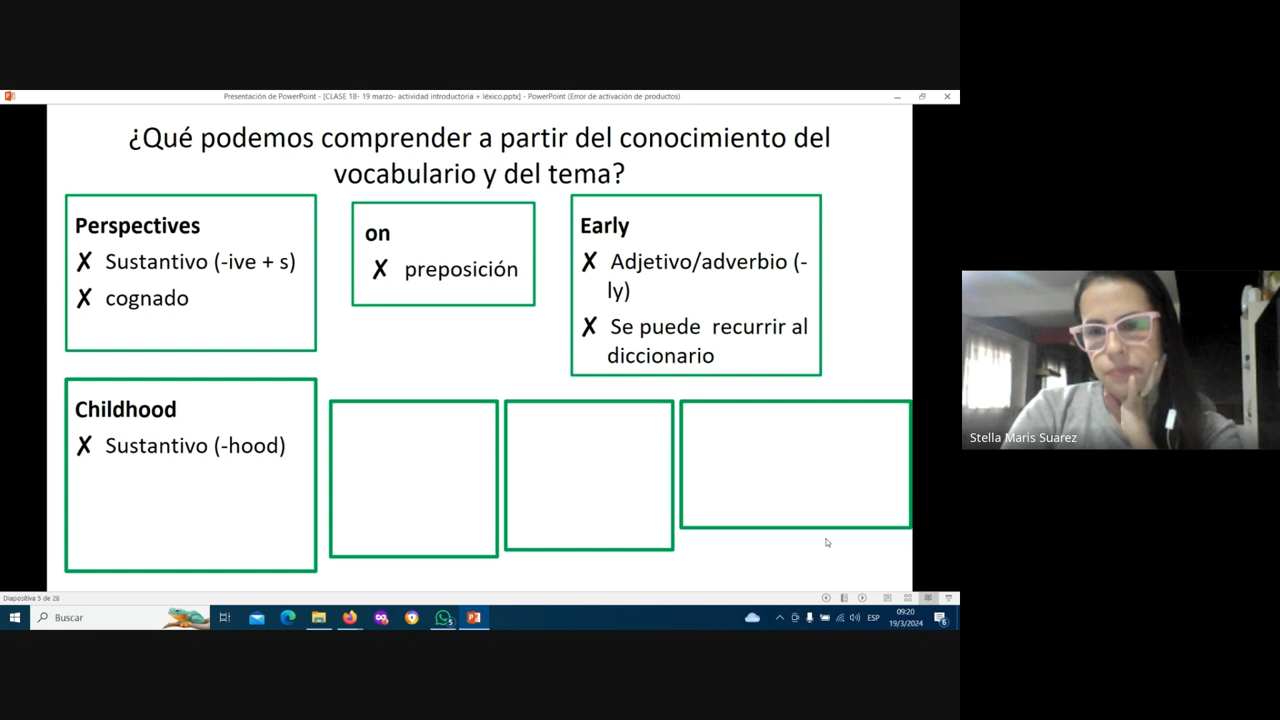 Presentación de PowerPoint - [CLASE 1B- 19 marzo- actividad introductoria + léxico.pptx] - PowerPoint (Error de activación de productos)
¿Qué podemos comprender a partir del conocimiento del
vocabulario y del tema?
Perspectives
✗ Sustantivo (-ive + s)
✗ cognado
on
✗ preposición
Early
✗ Adjetivo/adverbio (-
ly)
✗ Se puede recurrir al
diccionario
Childhood
✗ Sustantivo (-hood)
Stella Maris Suarez
Diapositiva 5 de 28
Buscar
5
ESP
09:20
19/3/2024
6